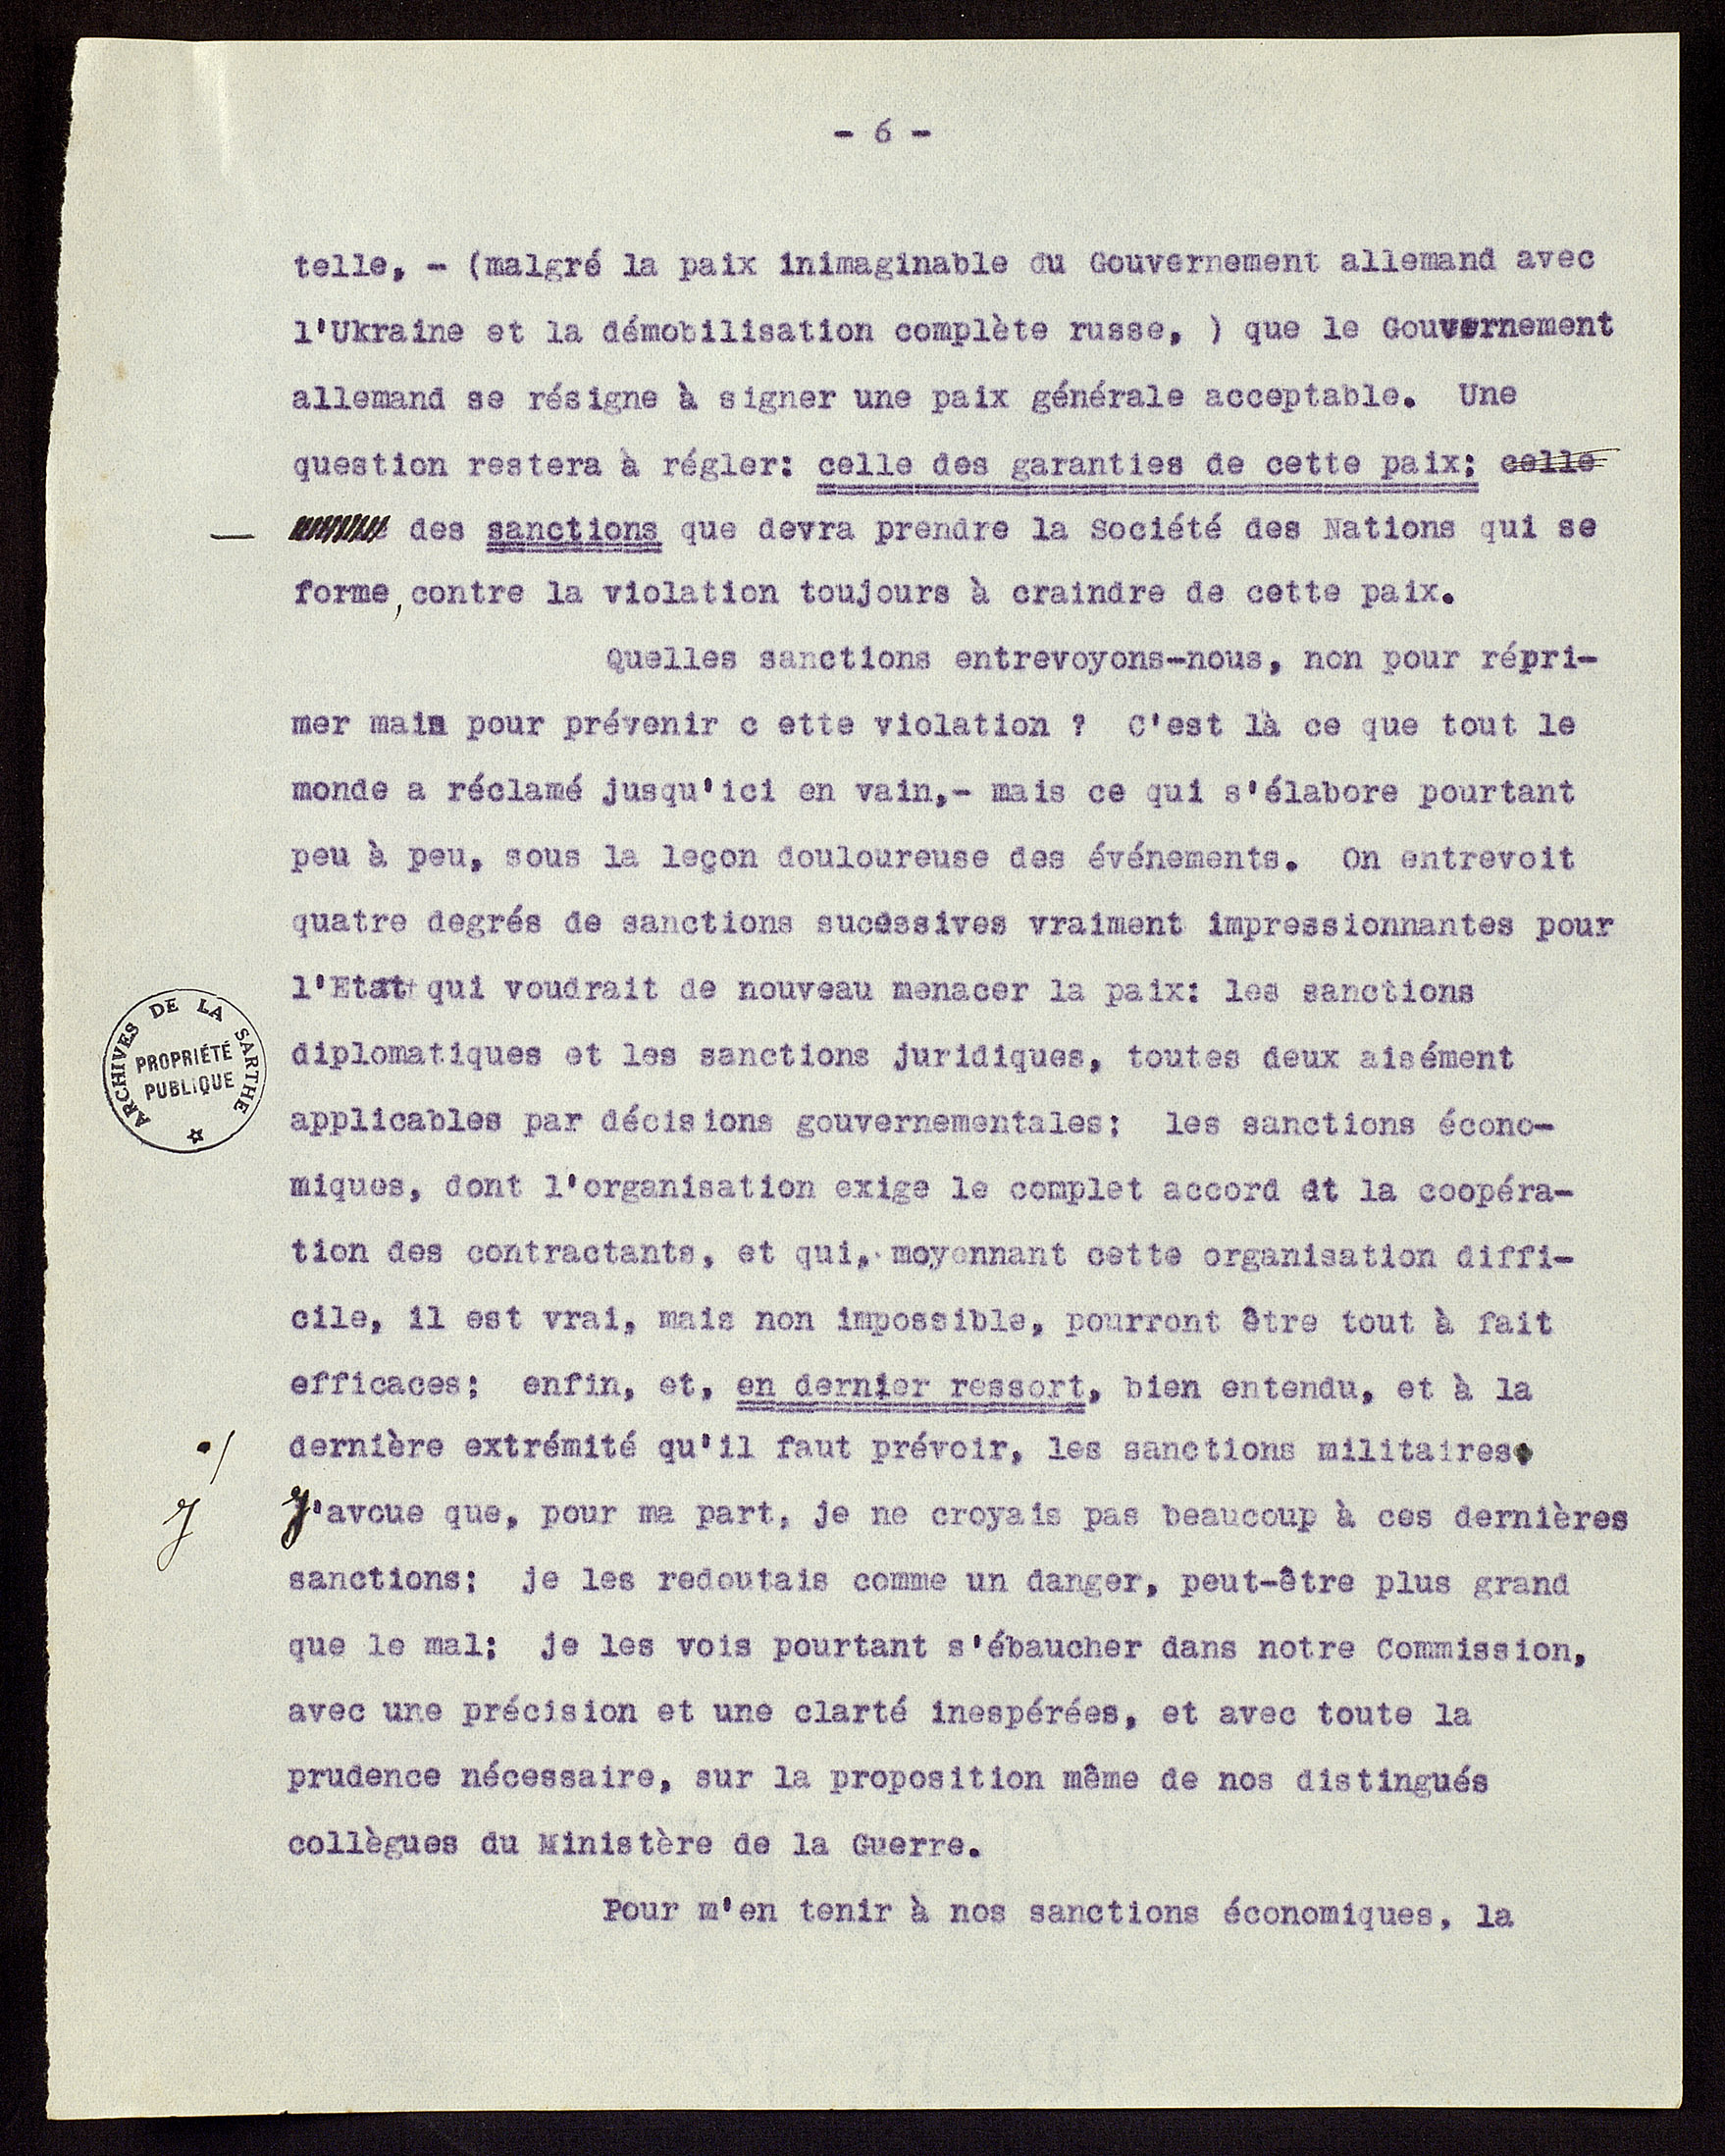 - 6 -
telle, - (malgré la paix inimaginable du Gouvernement allemand avec
l'Ukraine et la démobilisation complète russe, ) que le Gouvernement
allemand se résigne à signer une paix générale acceptable. Une
question restera à régler: celle des garanties de cette paix; celle
des sanctions que devra prendre la Société des Nations qui se
forme, contre la violation toujours à craindre de cette paix.
Quelles sanctions entrevoyons-nous, non pour répri-
mer mais pour prévenir c ette violation ? C'est là ce que tout le
monde a réclamé jusqu'ici en vain,- mais ce qui s'élabore pourtant
peu à peu, sous la leçon douloureuse des événements. On entrevoit
quatre degrés de sanctions sucessives vraiment impressionnantes pour
l'Etat qui voudrait de nouveau menacer la paix: les sanctions
diplomatiques et les sanctions juridiques, toutes deux aisément
applicables par décisions gouvernementales; les sanctions écono-
miques, dont l'organisation exige le complet accord et la coopéra-
tion des contractants, et qui, moyennant cette organisation diffi-
cile, il est vrai, mais non impossible, pourront être tout à fait
efficaces; enfin, et, en dernier ressort, bien entendu, et à la
dernière extrémité qu'il faut prévoir, les sanctions militaires.
J'avoue que, pour ma part, je ne croyais pas beaucoup à ces dernières
sanctions; je les redoutais comme un danger, peut-être plus grand
que le mal; je les vois pourtant s'ébaucher dans notre Commission,
avec une précision et une clarté inespérées, et avec toute la
prudence nécessaire, sur la proposition même de nos distingués
collègues du Ministère de la Guerre.
Pour m'en tenir à nos sanctions économiques, la
ARCHIVES DE LA SARTHE
PROPRIÉTÉ
PUBLIQUE
./
J